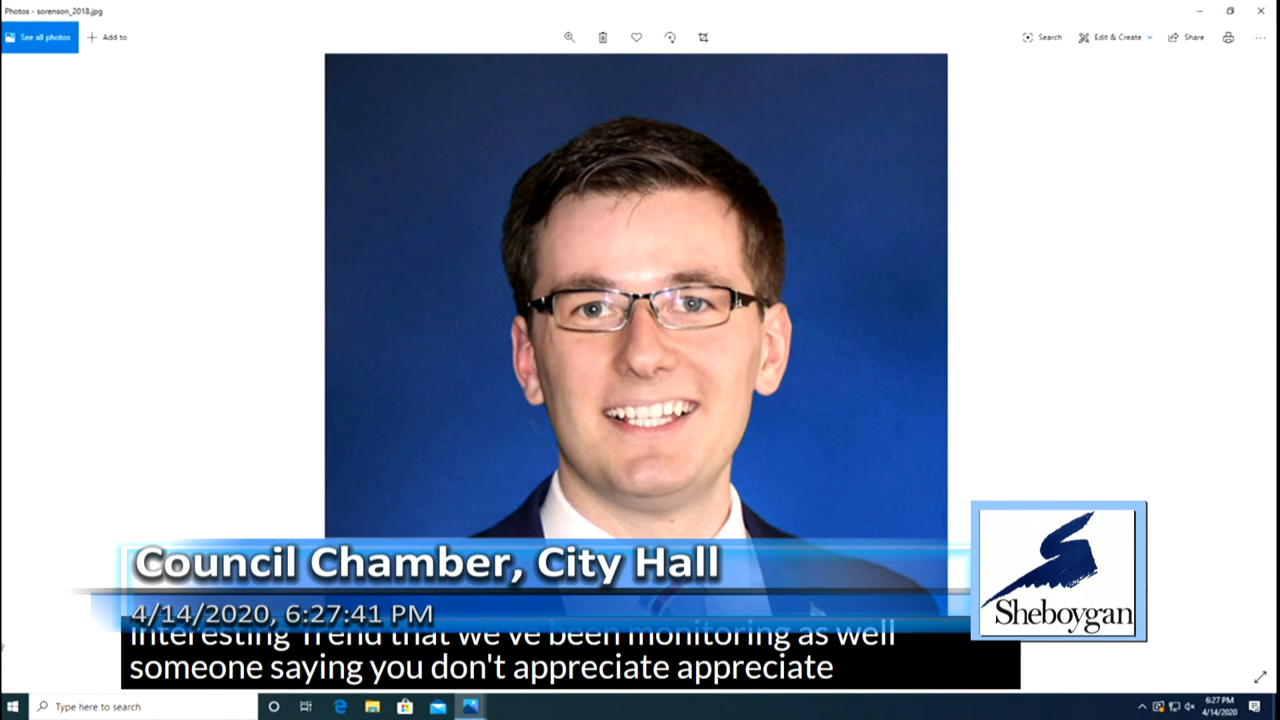 Photos - sorenson_2018.jpg
See all photos
Add to
Search
Edit & Create
Share
Council Chamber, City Hall
4/14/2020, 6:27:41 PM
Sheboygan
Interesting Trend that we've been monitoring as well
someone saying you don't appreciate appreciate
Type here to search
6:27 PM
4/14/2020